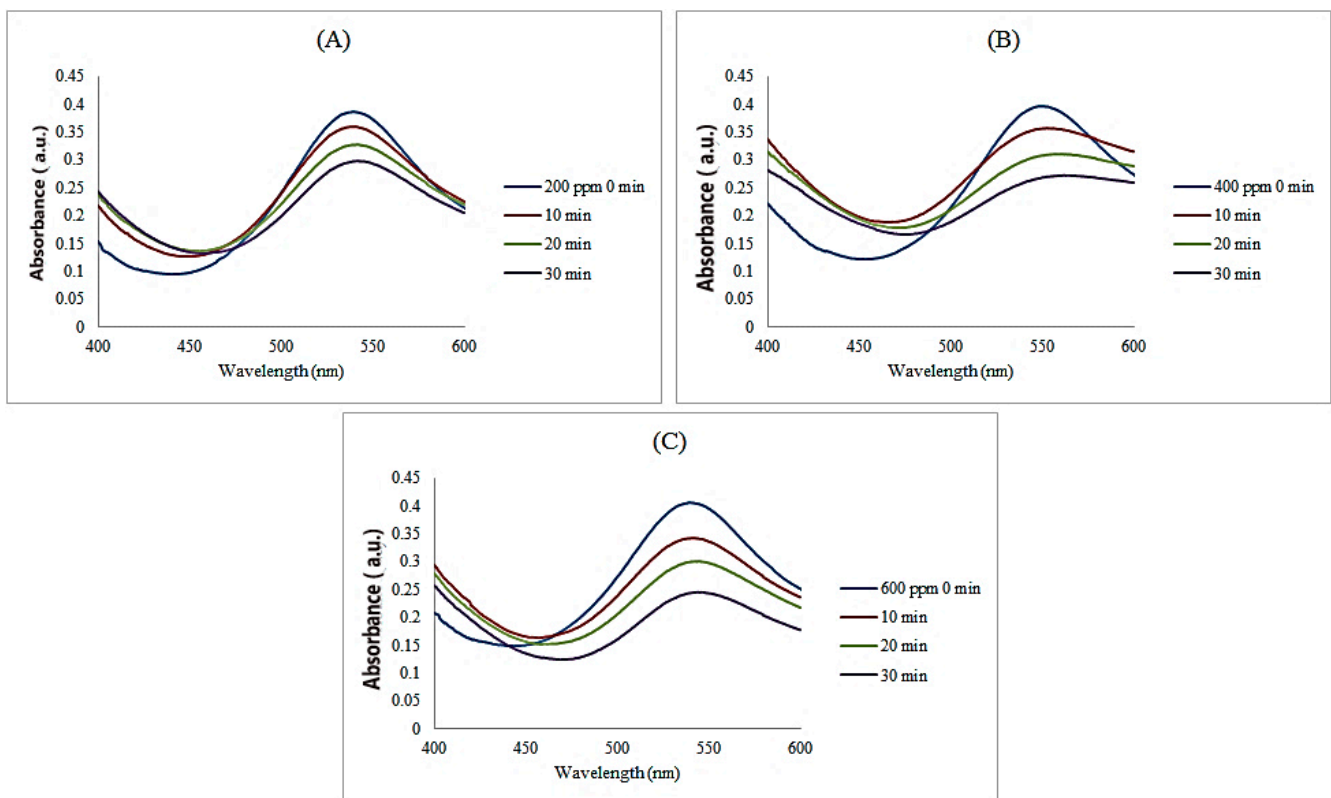 (A)
Absorbance ( a.u.)
0.45
0.4
0.35
0.3
0.25
0.2
0.15
0.1
0.05
0
400 450 500 550 600
Wavelength (nm)
200 ppm 0 min
10 min
20 min
30 min
(B)
Absorbance ( a.u.)
0.45
0.4
0.35
0.3
0.25
0.2
0.15
0.1
0.05
0
400 450 500 550 600
Wavelength (nm)
400 ppm 0 min
10 min
20 min
30 min
(C)
Absorbance ( a.u.)
0.45
0.4
0.35
0.3
0.25
0.2
0.15
0.1
0.05
0
400 450 500 550 600
Wavelength (nm)
600 ppm 0 min
10 min
20 min
30 min